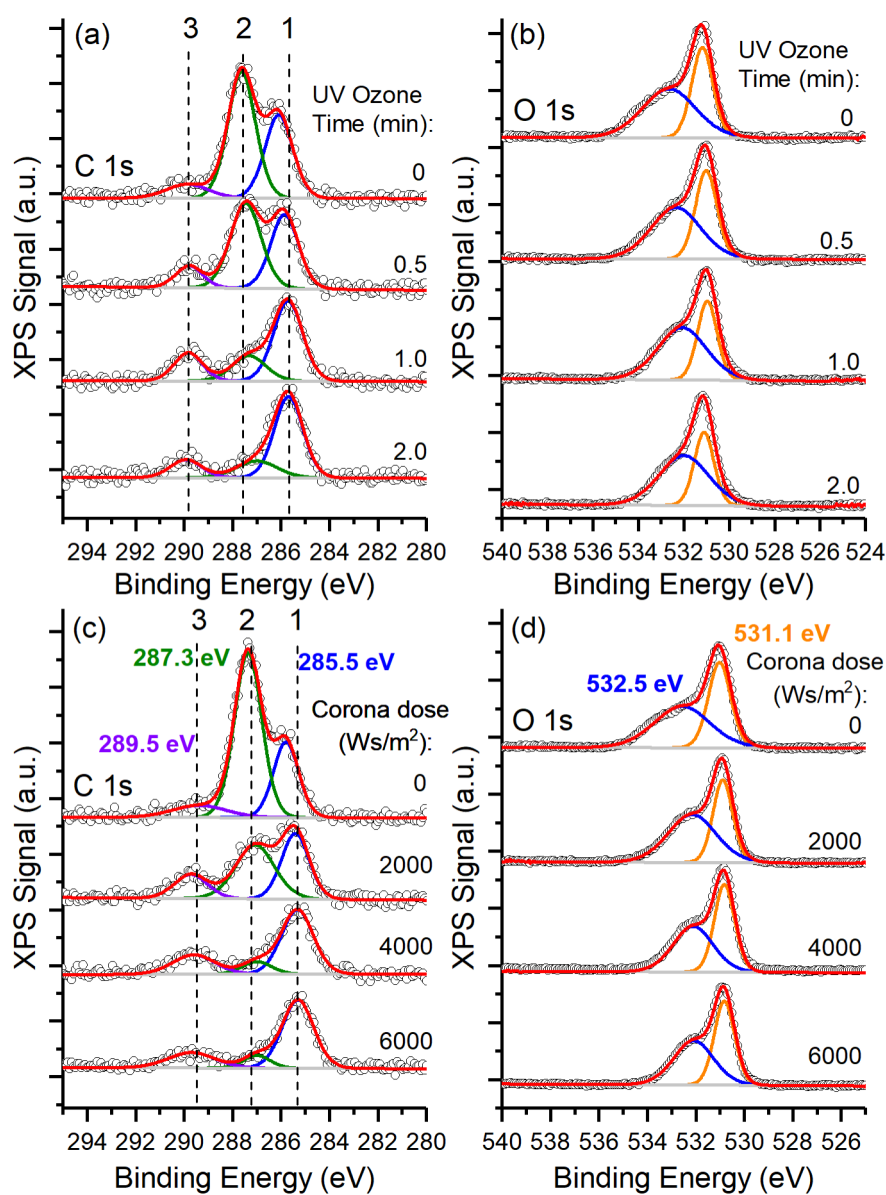 (a)
3 2 1
UV Ozone
Time (min):
C 1s
0
0.5
1.0
2.0
XPS Signal (a.u.)
294 292 290 288 286 284 282 280
Binding Energy (eV)
(b)
UV Ozone
Time (min):
O 1s
0
0.5
1.0
2.0
XPS Signal (a.u.)
540 538 536 534 532 530 528 526 524
Binding Energy (eV)
(c)
3 2 1
287.3 eV
285.5 eV
289.5 eV
Corona dose
(Ws/m²):
C 1s
0
2000
4000
6000
XPS Signal (a.u.)
294 292 290 288 286 284 282 280
Binding Energy (eV)
(d)
531.1 eV
532.5 eV
Corona dose
(Ws/m²):
O 1s
0
2000
4000
6000
XPS Signal (a.u.)
540 538 536 534 532 530 528 526
Binding Energy (eV)